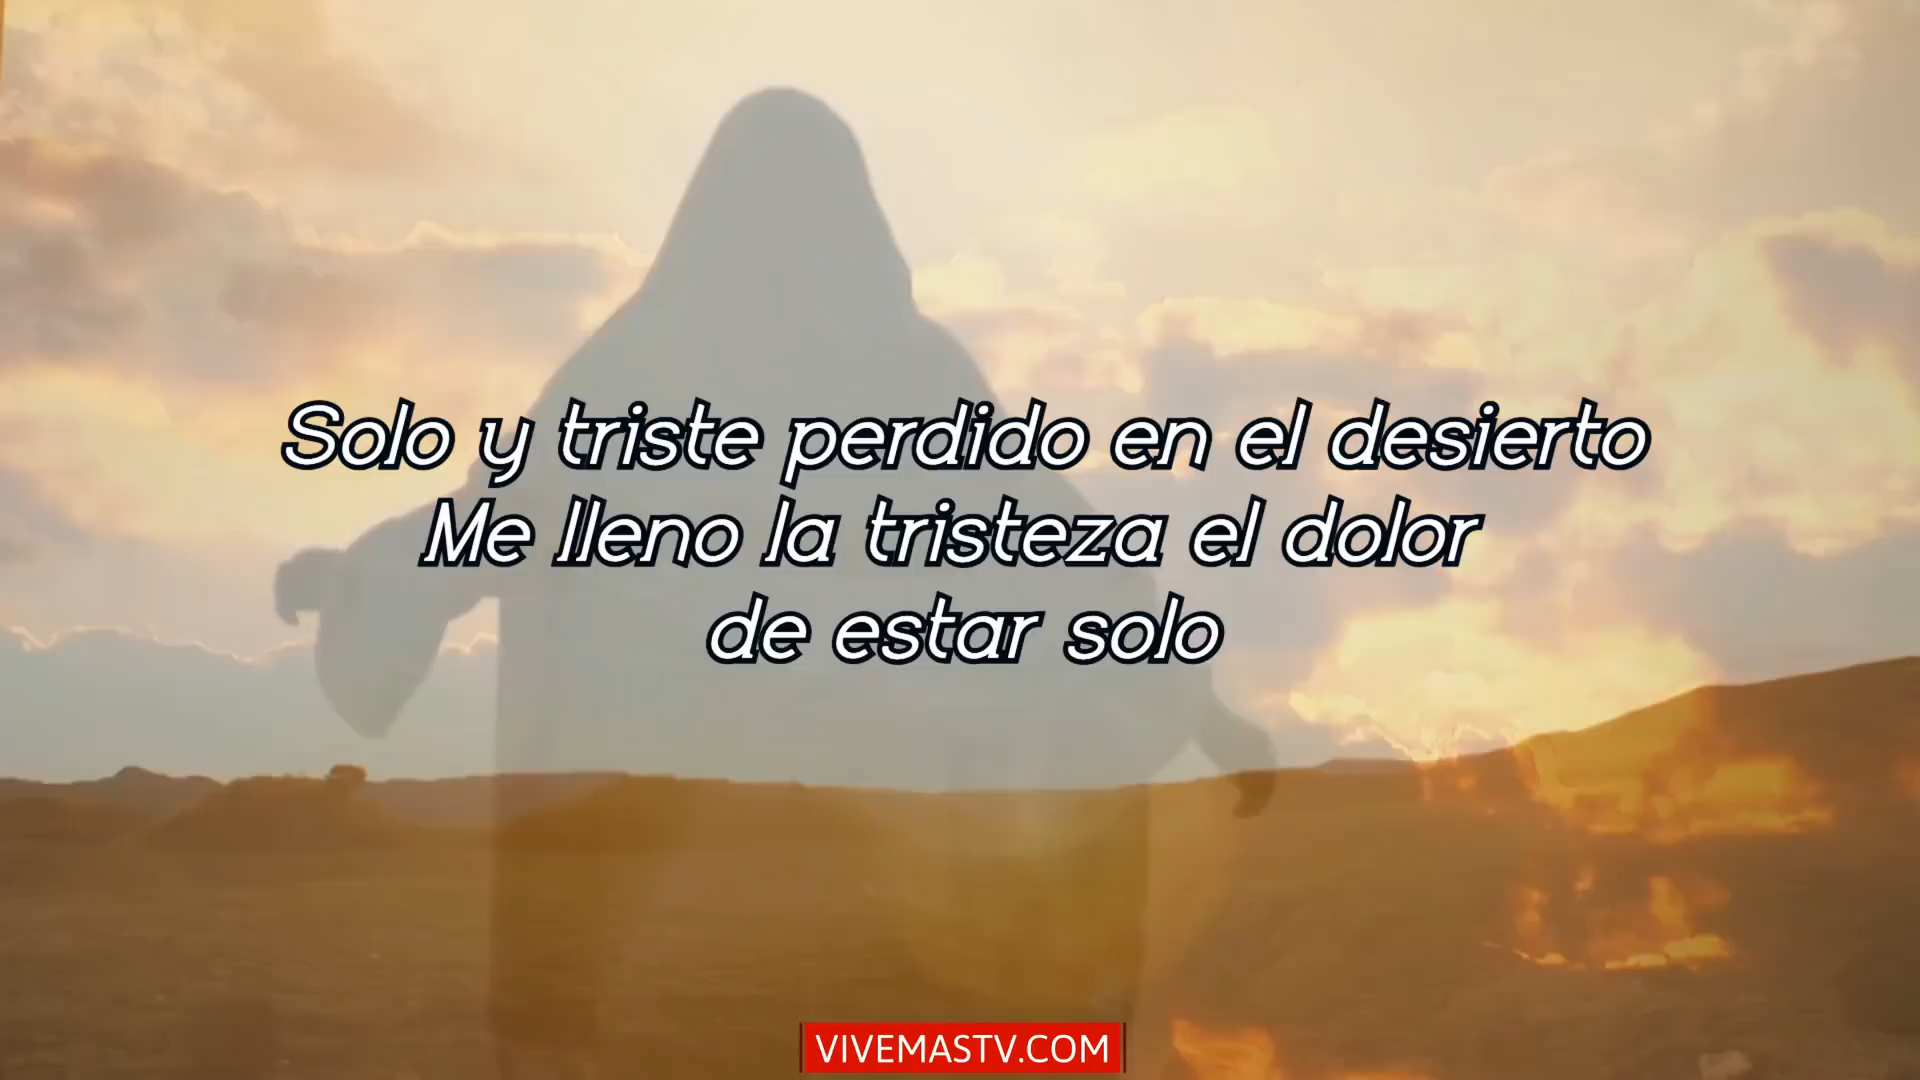 Solo y triste perdido en el desierto
Me lleno la tristeza el dolor
de estar solo
VIVEMASTV.COM